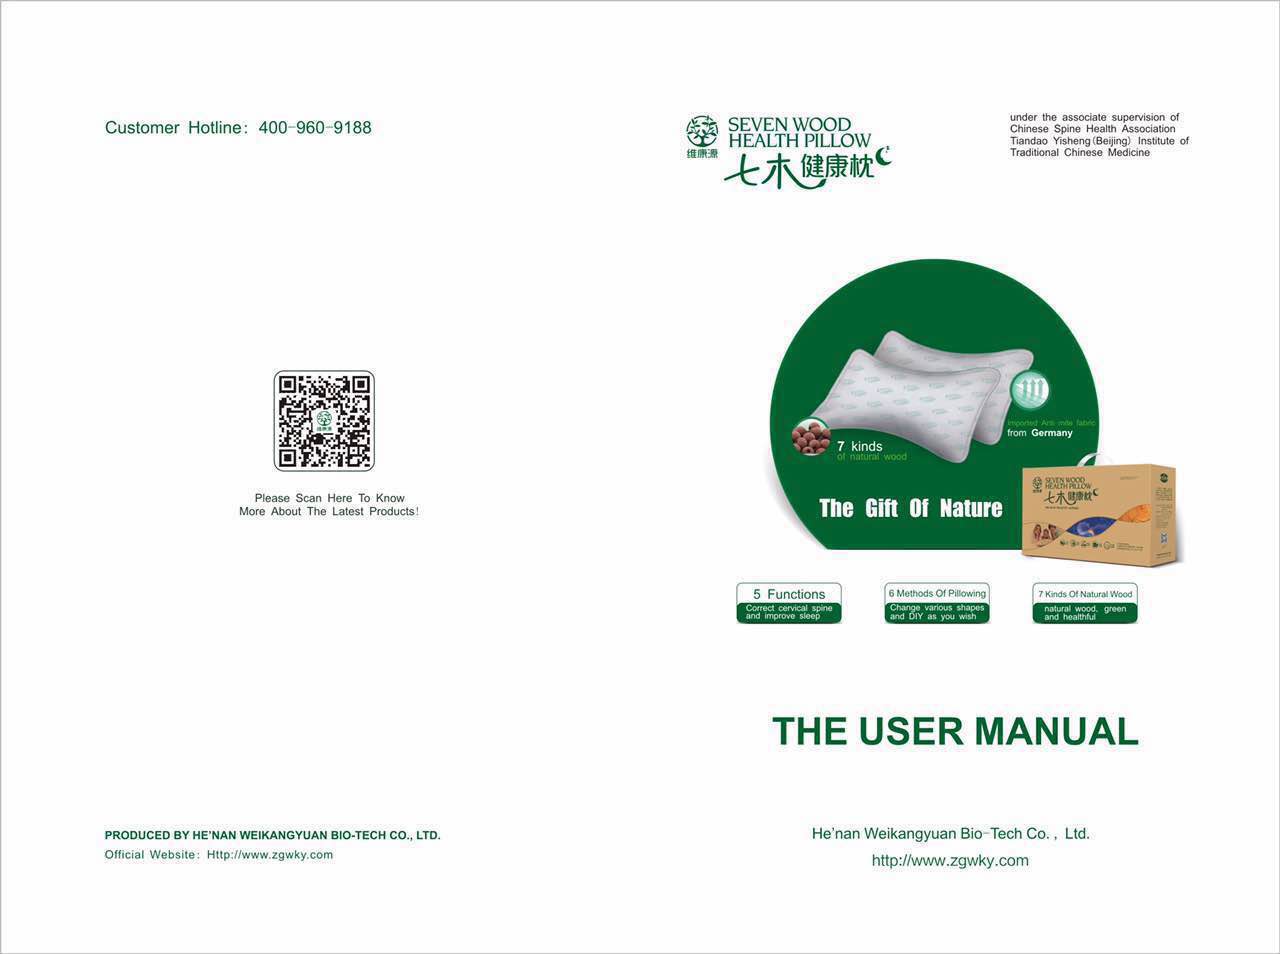 Customer Hotline: 400-960-9188
Please Scan Here To Know
More About The Latest Products!
PRODUCED BY HE'NAN WEIKANGYUAN BIO-TECH CO., LTD.
Official Website: Http://www.zgwky.com
维康源
SEVEN WOOD
HEALTH PILLOW
七木健康枕
under the associate supervision of
Chinese Spine Health Association
Tiandao Yisheng(Beijing) Institute of
Traditional Chinese Medicine
7 kinds
of natural wood
Imported Anti mite fabric
from Germany
The Gift Of Nature
SEVEN WOOD
HEALTH PILLOW
七木健康枕
5 Functions
Correct cervical spine
and improve sleep
6 Methods Of Pillowing
Change various shapes
and DIY as you wish
7 Kinds Of Natural Wood
natural wood, green
and healthful
THE USER MANUAL
He'nan Weikangyuan Bio-Tech Co. , Ltd.
http://www.zgwky.com